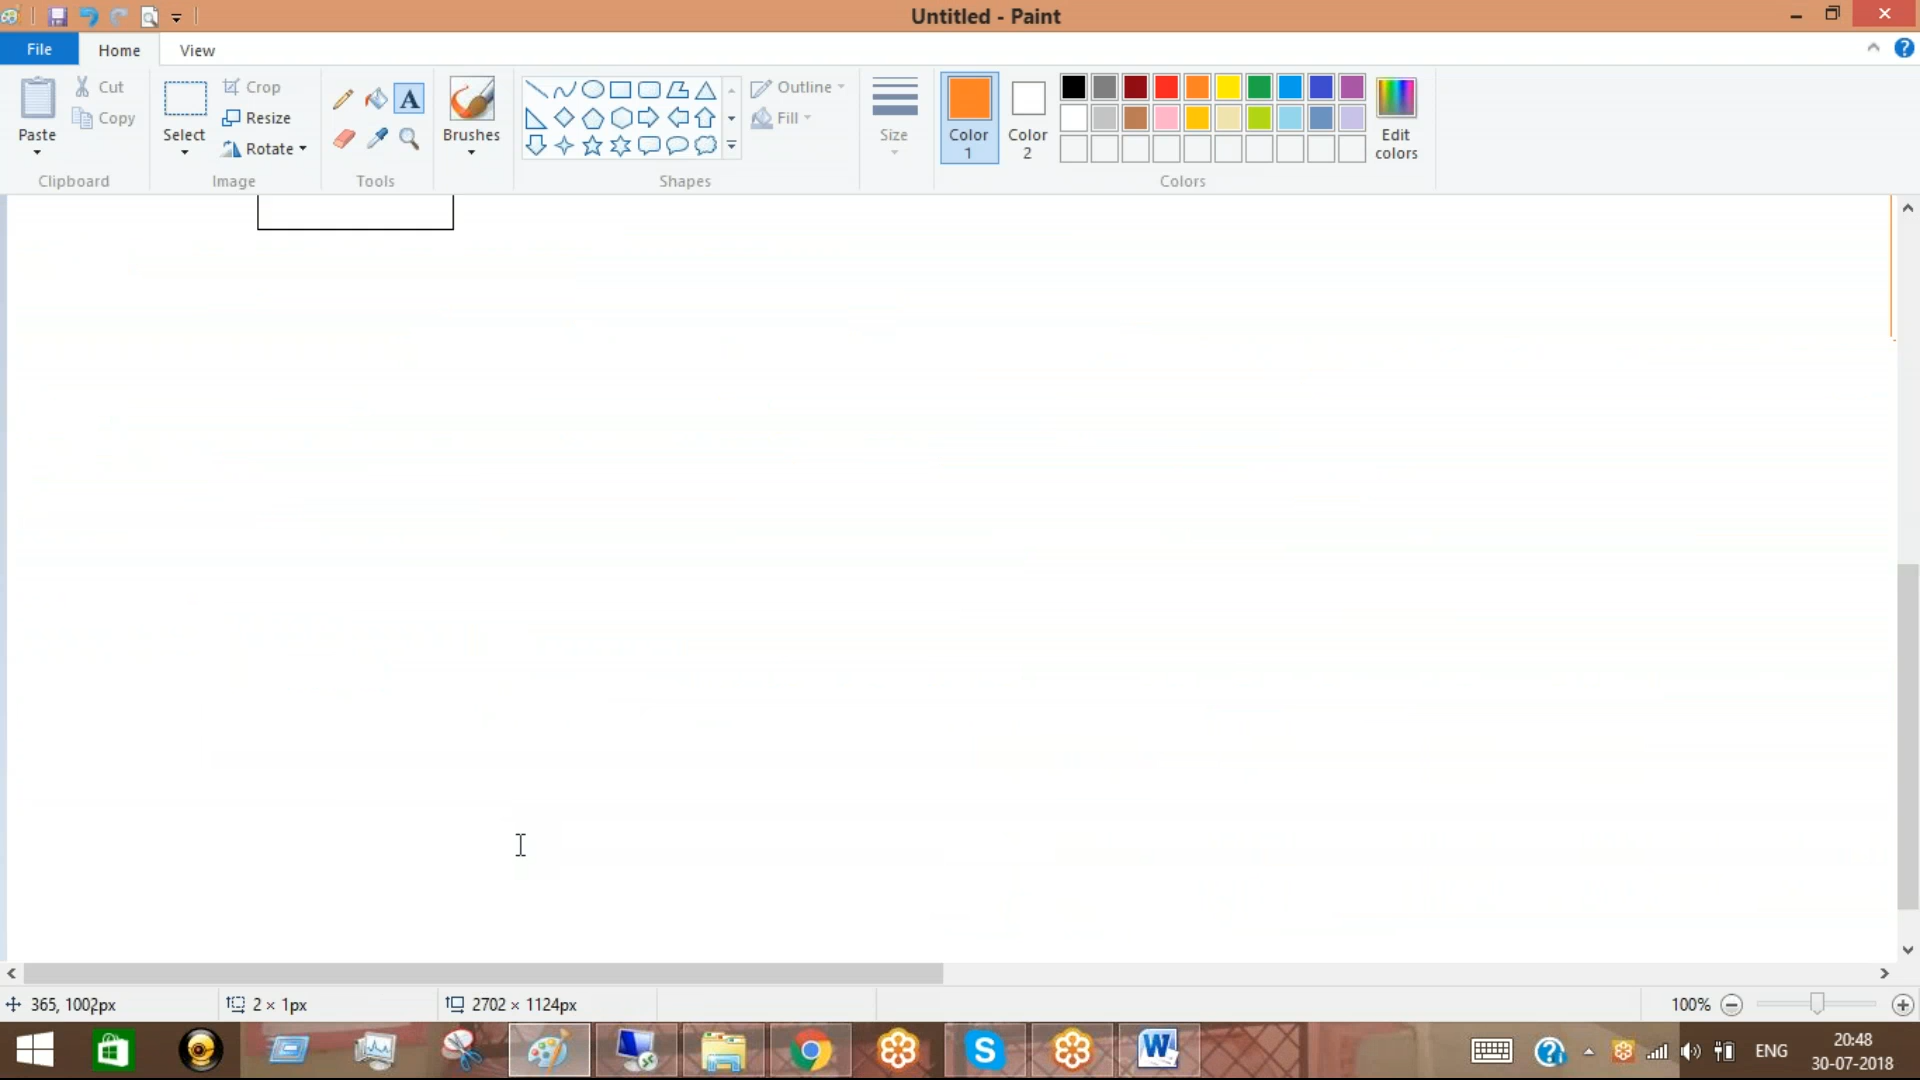 Untitled - Paint
File Home View
Paste
Cut
Copy
Clipboard
Select
Crop
Resize
Rotate
Image
Tools
Brushes
Shapes
Outline
Fill
Size
Color 1
Color 2
Edit colors
Colors
365, 1002px
2 × 1px
2702 × 1124px
100%
ENG
20:48
30-07-2018